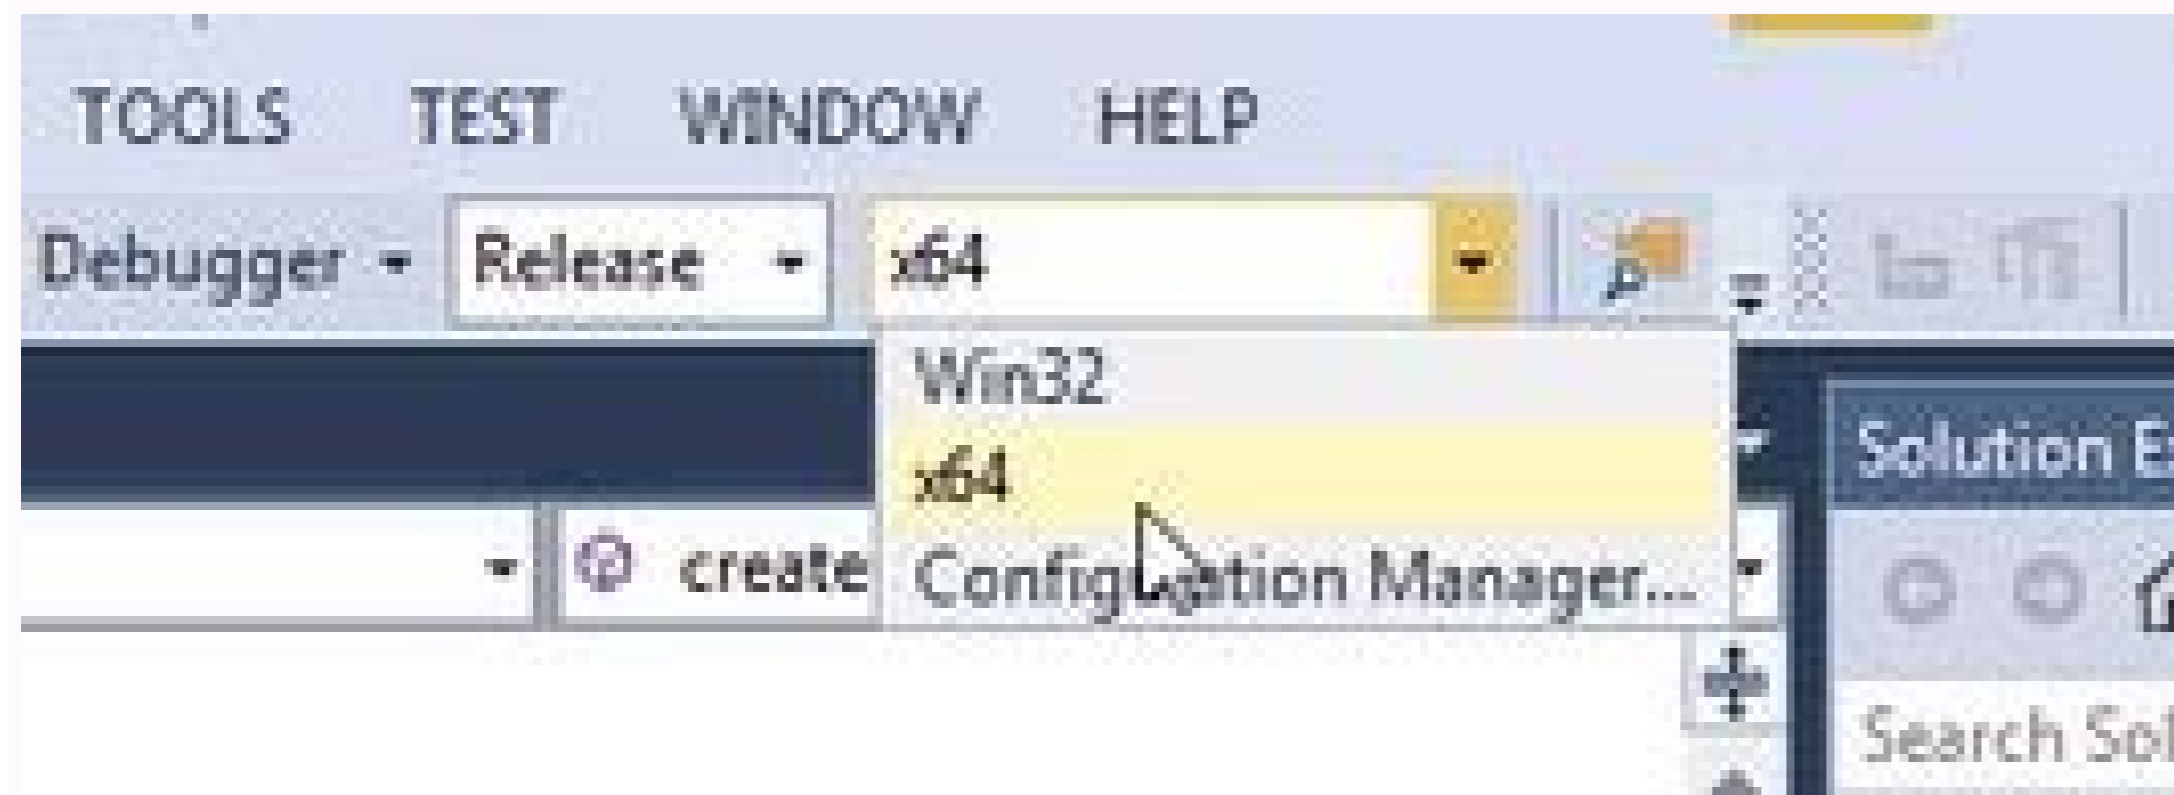 TOOLS TEST WINDOW HELP
Debugger Release x64
Win32
x64
Solution
create
Configuration Manager...
Search